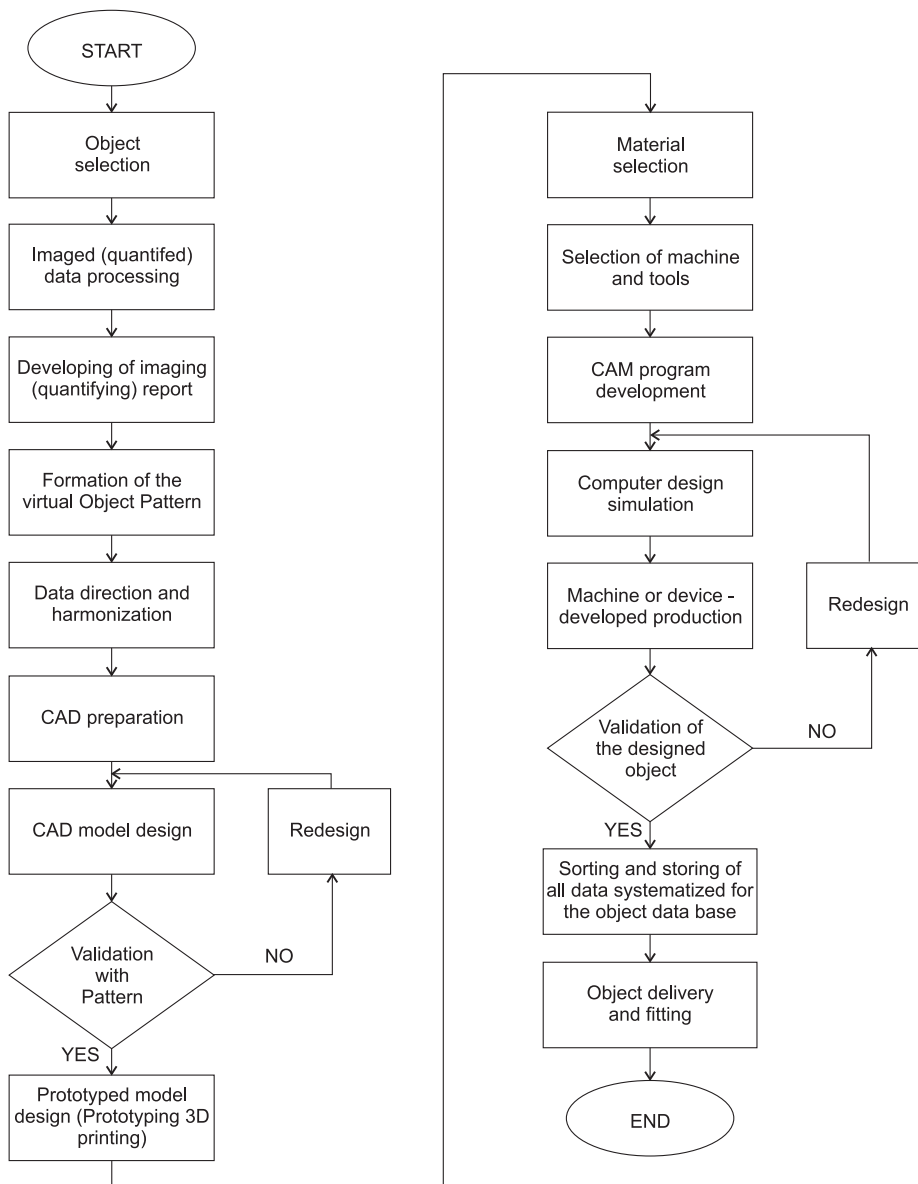 START
Object
selection
Imaged (quantifed)
data processing
Developing of imaging
(quantifying) report
Formation of the
virtual Object Pattern
Data direction and
harmonization
CAD preparation
CAD model design
Redesign
Validation
with
Pattern
NO
YES
Prototyped model
design (Prototyping 3D
printing)
Material
selection
Selection of machine
and tools
CAM program
development
Computer design
simulation
Machine or device -
developed production
Redesign
Validation of
the designed
object
NO
YES
Sorting and storing of
all data systematized for
the object data base
Object delivery
and fitting
END